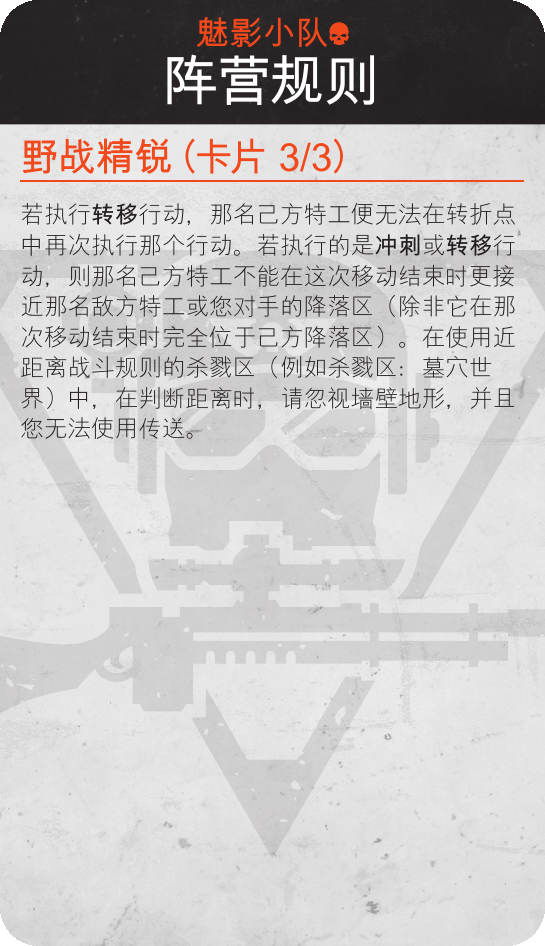 魅影小队
阵营规则
野战精锐 (卡片 3/3)
若执行转移行动，那名己方特工便无法在转折点
中再次执行那个行动。若执行的是冲刺或转移行
动，则那名己方特工不能在这次移动结束时更接
近那名敌方特工或您对手的降落区（除非它在那
次移动结束时完全位于己方降落区）。在使用近
距离战斗规则的杀戮区（例如杀戮区：墓穴世
界）中，在判断距离时，请忽视墙壁地形，并且
您无法使用传送。